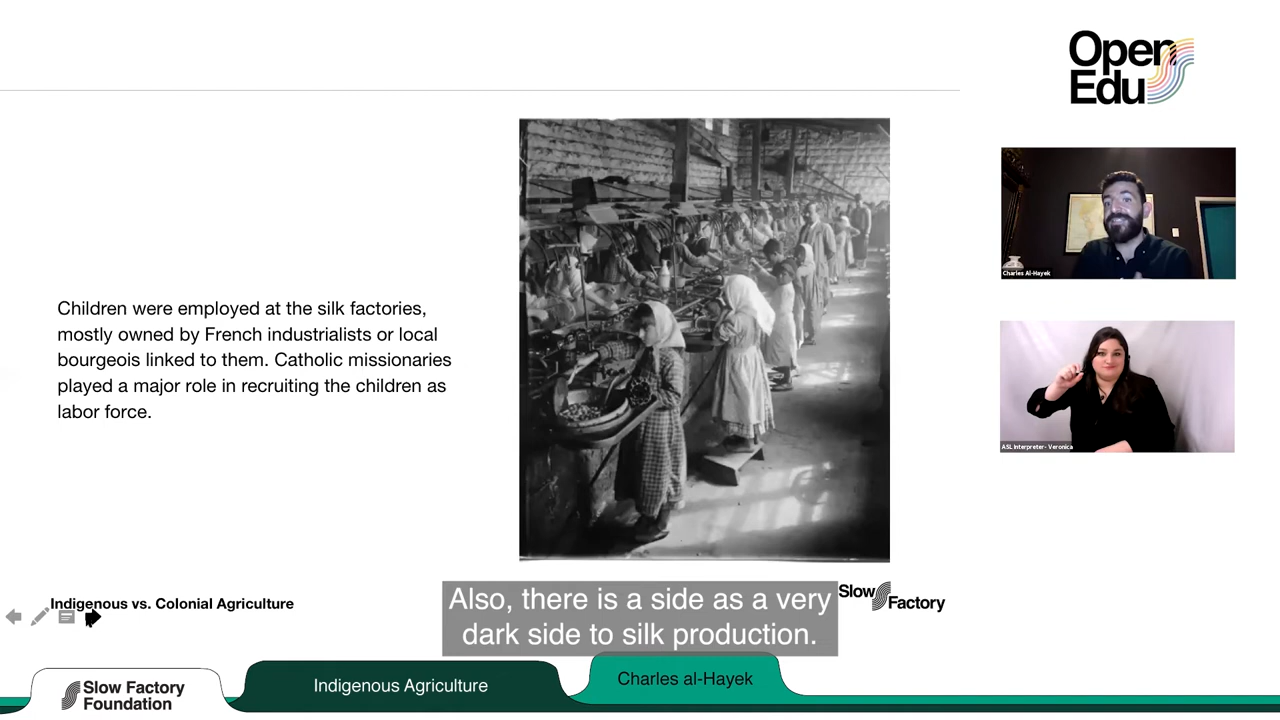 Open
Edu
Charles Al-Hayek
Children were employed at the silk factories,
mostly owned by French industrialists or local
bourgeois linked to them. Catholic missionaries
played a major role in recruiting the children as
labor force.
ASL Interpreter- Veronica
Indigenous vs. Colonial Agriculture
Slow
Factory
Also, there is a side as a very
dark side to silk production.
Slow Factory
Foundation
Indigenous Agriculture
Charles al-Hayek